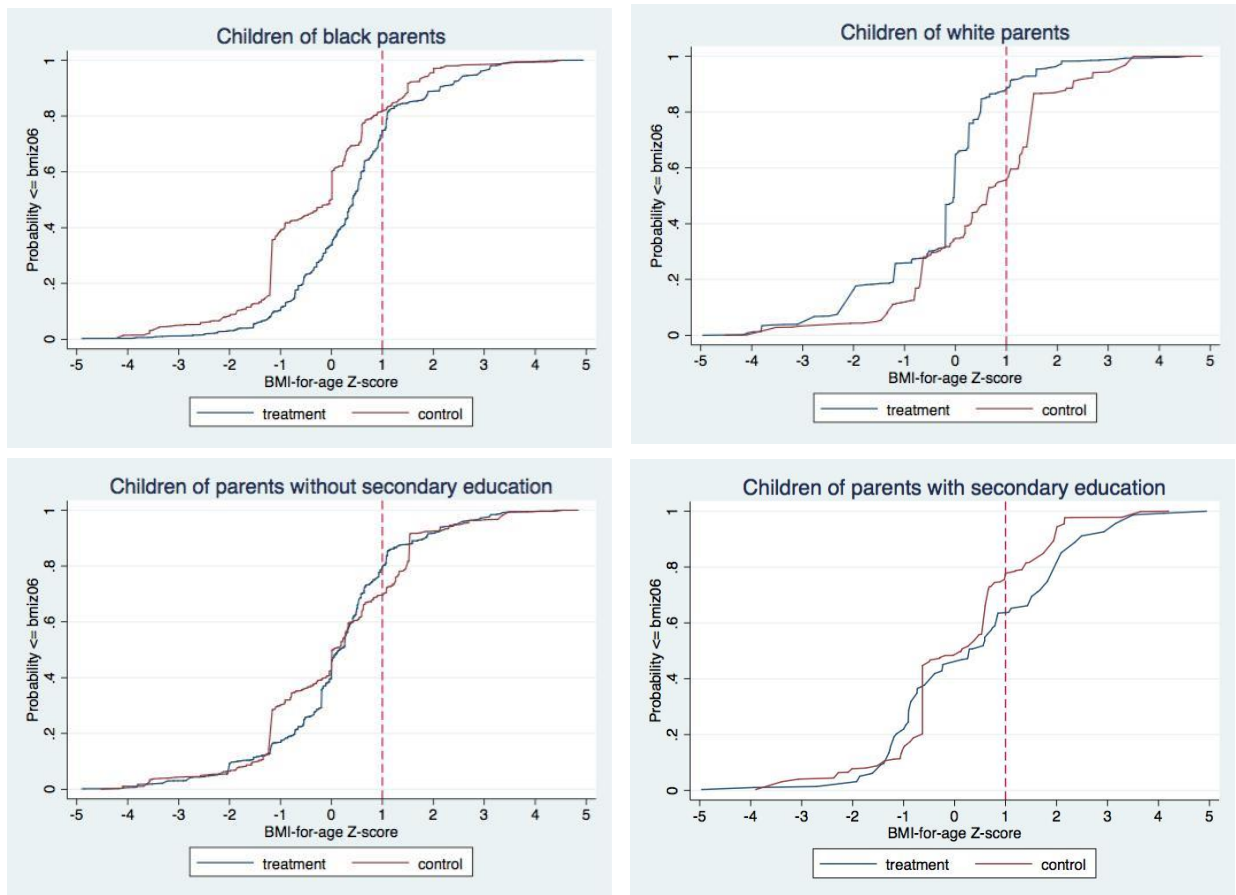 Children of black parents
Probability <= bmiz06
1
.8
.6
.4
.2
0
-5 -4 -3 -2 -1 0 1 2 3 4 5
BMI-for-age Z-score
treatment control
Children of white parents
Probability <= bmiz06
1
.8
.6
.4
.2
0
-5 -4 -3 -2 -1 0 1 2 3 4 5
BMI-for-age Z-score
treatment control
Children of parents without secondary education
Probability <= bmiz06
1
.8
.6
.4
.2
0
-5 -4 -3 -2 -1 0 1 2 3 4 5
BMI-for-age Z-score
treatment control
Children of parents with secondary education
Probability <= bmiz06
1
.8
.6
.4
.2
0
-5 -4 -3 -2 -1 0 1 2 3 4 5
BMI-for-age Z-score
treatment control